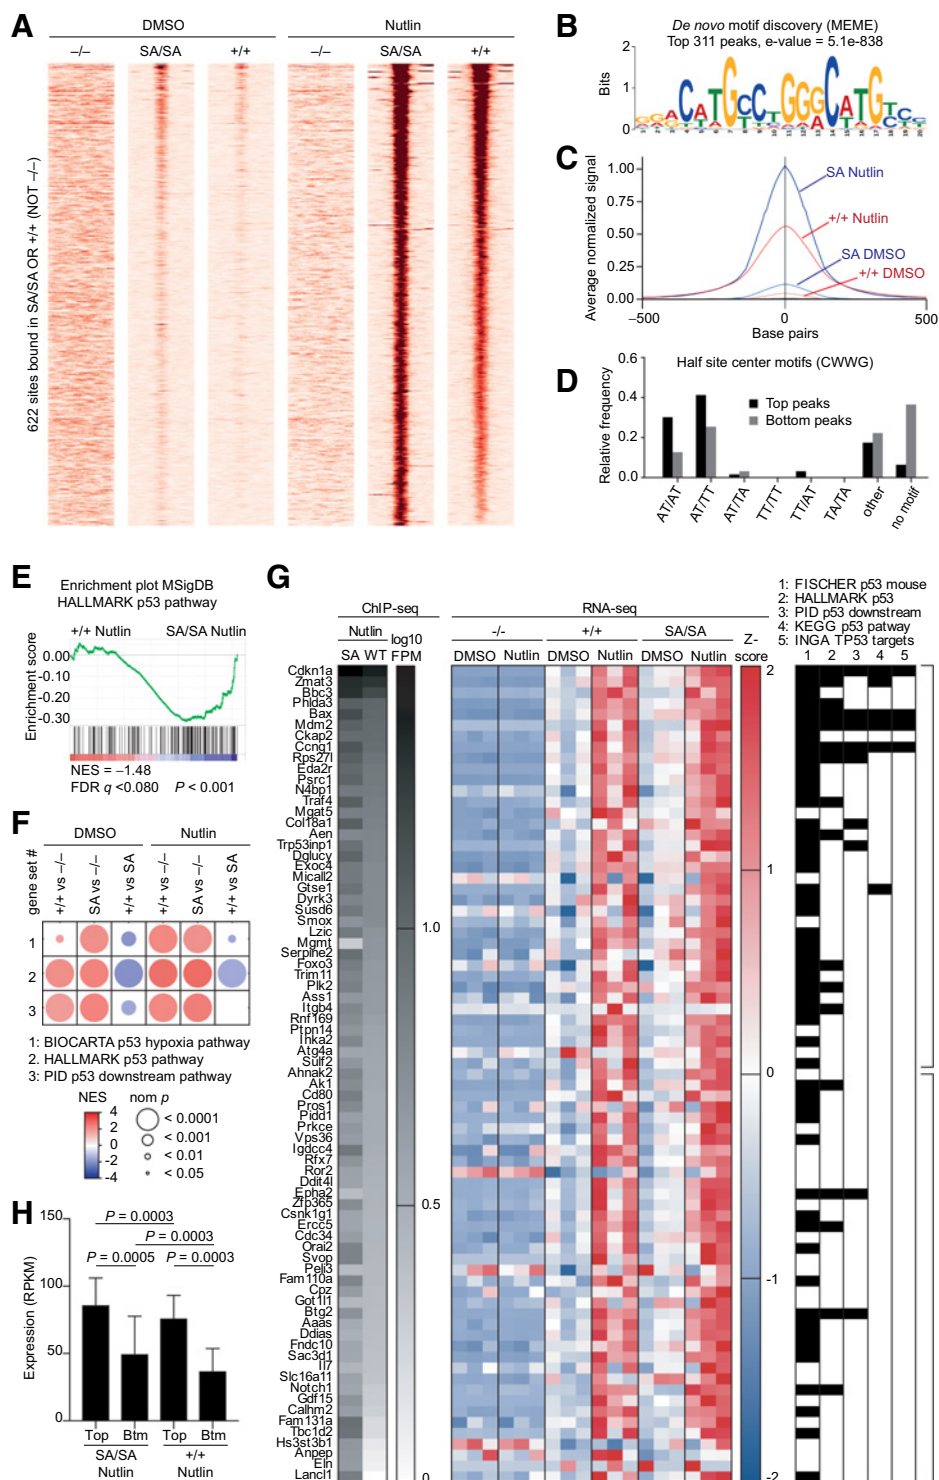 A
DMSO
Nutlin
–/–
SA/SA
+/+
–/–
SA/SA
+/+
622 sites bound in SA/SA OR +/+ (NOT –/–)
B
De novo motif discovery (MEME)
Top 311 peaks, e-value = 5.1e-838
Bits
2
1
0
C
Average normalized signal
1.00
0.75
0.50
0.25
0.00
SA Nutlin
+/+ Nutlin
SA DMSO
+/+ DMSO
–500
0
500
Base pairs
D
Half site center motifs (CWWG)
Relative frequency
0.6
0.4
0.2
0.0
Top peaks
Bottom peaks
AT/AT
AT/TT
AT/TA
TT/TT
TT/AT
TA/TA
other
no motif
E
Enrichment plot MSigDB
HALLMARK p53 pathway
+/+ Nutlin
SA/SA Nutlin
Enrichment score
0.00
-0.10
-0.20
-0.30
NES = –1.48
FDR q <0.080 P < 0.001
F
DMSO
Nutlin
gene set #
+/+ vs –/–
SA vs –/–
+/+ vs SA
+/+ vs –/–
SA vs –/–
+/+ vs SA
1
2
3
1: BIOCARTA p53 hypoxia pathway
2. HALLMARK p53 pathway
3: PID p53 downstream pathway
NES
4
2
0
-2
-4
nom p
< 0.0001
< 0.001
< 0.01
< 0.05
G
1: FISCHER p53 mouse
2: HALLMARK p53
3: PID p53 downstream
4: KEGG p53 patway
5: INGA TP53 targets
ChIP-seq
RNA-seq
Nutlin
log10
FPM
SA WT
-/-
+/+
SA/SA
DMSO Nutlin DMSO Nutlin DMSO Nutlin
Z-
score
1 2 3 4 5
Cdkn1a
Zmat3
Bbc3
Phlda3
Bax
Mdm2
Ckap2
Ccng1
Rps27l
Eda2r
Psrc1
N4bp1
Traf4
Mgat5
Col18a1
Aen
Trp53inp1
Dglucy
Exoc4
Micall2
Gtse1
Dyrk3
Susd6
Smox
Lzic
Mgmt
Serpine2
Foxo3
Trim11
Plk2
Ass1
Itgb4
Rnf169
Ptpn14
Inka2
Atg4a
Sulf2
Ahnak2
Ak1
Cd80
Pros1
Pidd1
Prkce
Vps36
Igdcc4
Rfx7
Ror2
Ddit4l
Epha2
Zfp365
Csnk1g1
Ercc5
Cdc34
Orai2
Svop
Peli3
Fam110a
Cpz
Got1l1
Btg2
Aaas
Ddias
Fndc10
Sac3d1
Il7
Slc16a11
Notch1
Gdf15
Calhm2
Fam131a
Tbc1d2
Hs3st3b1
Anpep
Eln
Lancl1
1.0
0.5
0
2
1
0
-1
-2
H
Expression (RPKM)
150
100
50
0
P = 0.0003
P = 0.0003
P = 0.0005
P = 0.0003
Top
Btm
Top
Btm
SA/SA
Nutlin
+/+
Nutlin